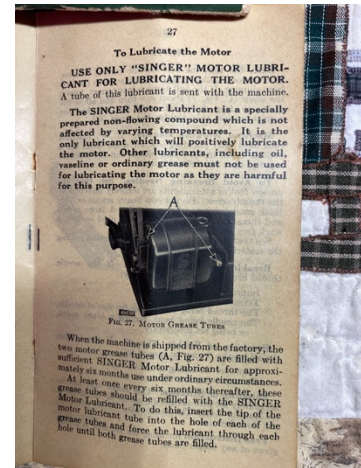 27
To Lubricate the Motor
USE ONLY "SINGER" MOTOR LUBRI-
CANT FOR LUBRICATING THE MOTOR.
A tube of this lubricant is sent with the machine.
The SINGER Motor Lubricant is a specially
prepared non-flowing compound which is not
affected by varying temperatures. It is the
only lubricant which will positively lubricate
the motor. Other lubricants, including oil,
vaseline or ordinary grease must not be used
for lubricating the motor as they are harmful
for this purpose.
A
FIG. 27. MOTOR GREASE TUBES
When the machine is shipped from the factory, the
two motor grease tubes (A, Fig. 27) are filled with
sufficient SINGER Motor Lubricant for approxi-
mately six months use under ordinary circumstances.
At least once every six months thereafter, these
grease tubes should be refilled with the SINGER
Motor Lubricant. To do this, insert the tip of the
motor lubricant tube into the hole of each of the
grease tubes and force the lubricant through each
hole until both grease tubes are filled.